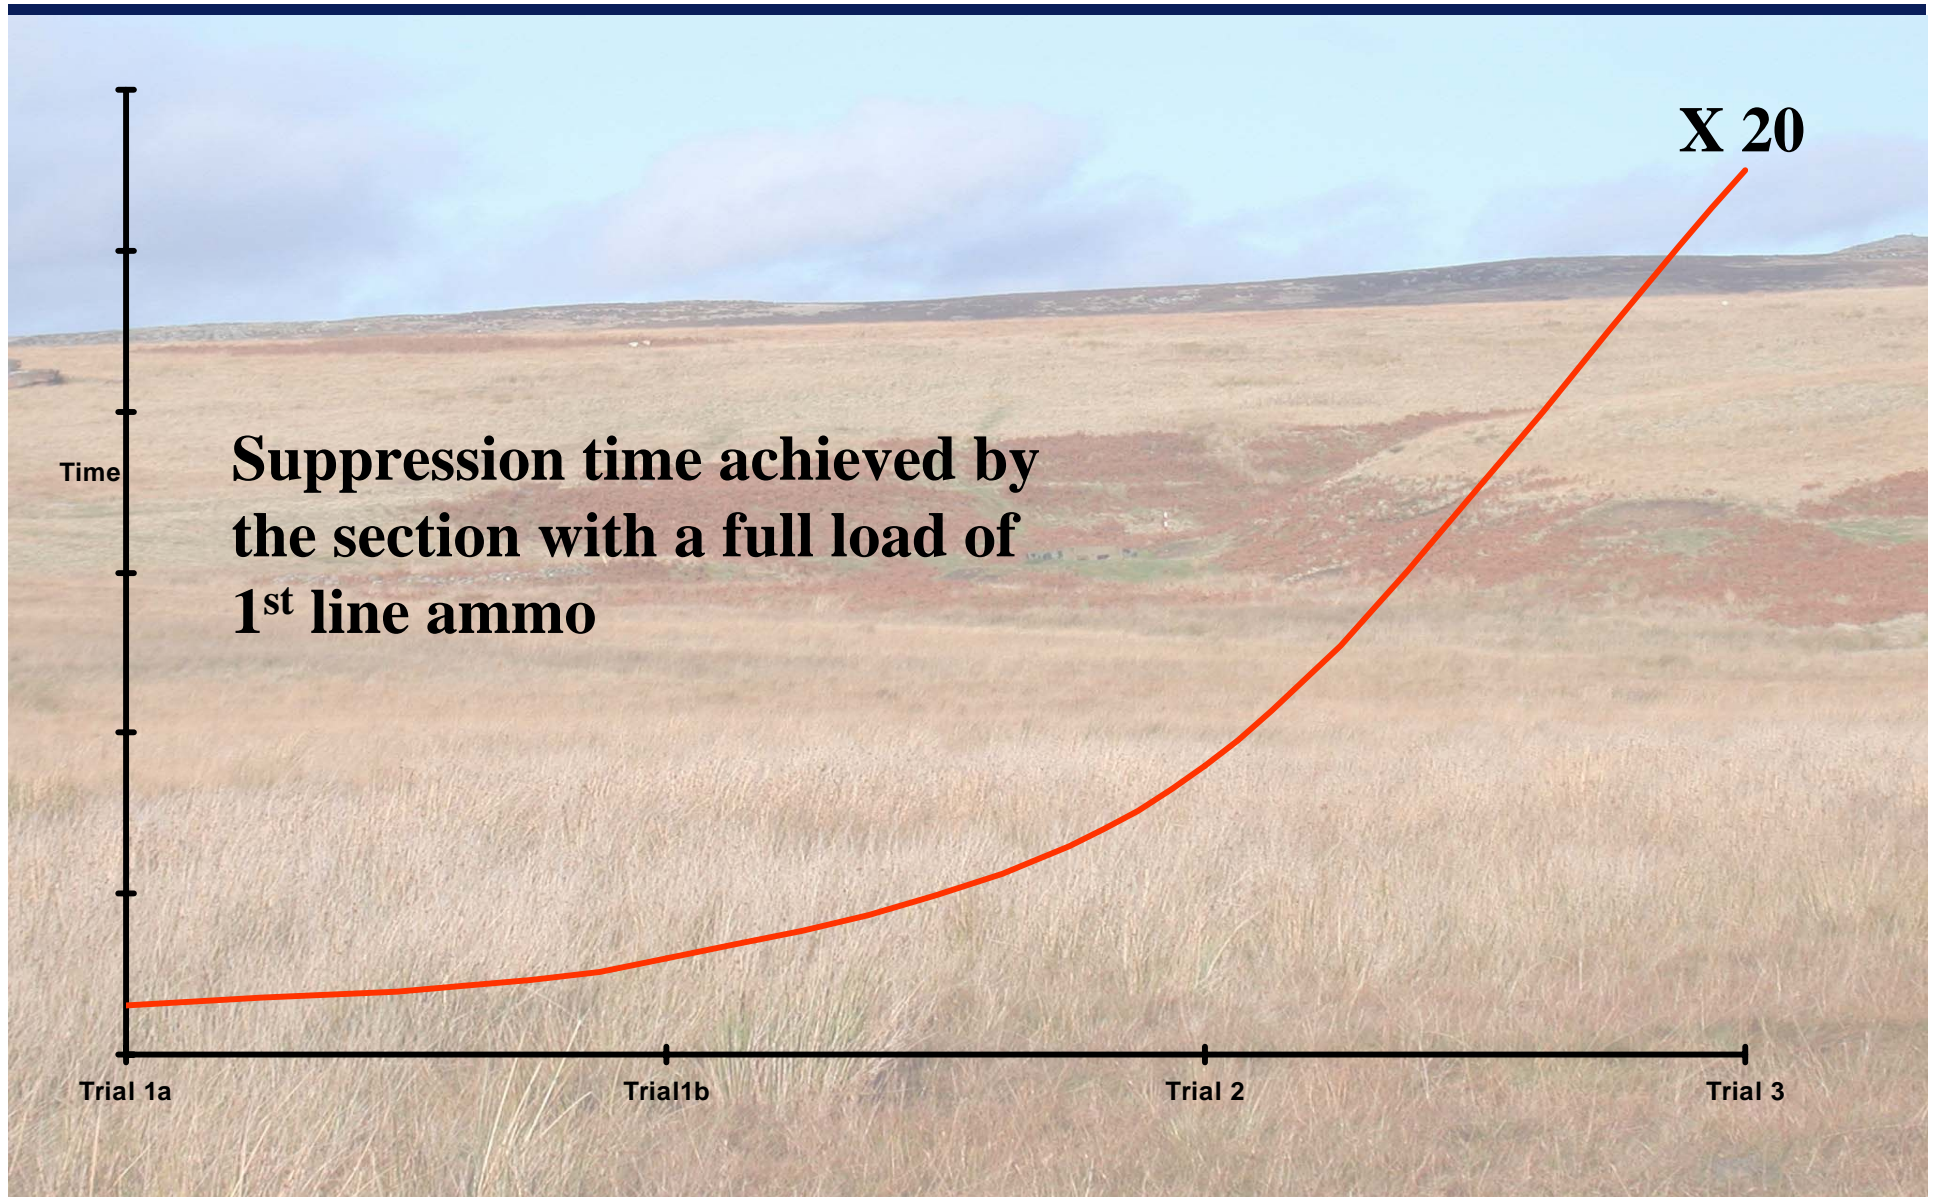 X 20
Time
Suppression time achieved by
the section with a full load of
1st line ammo
Trial 1a
Trial1b
Trial 2
Trial 3